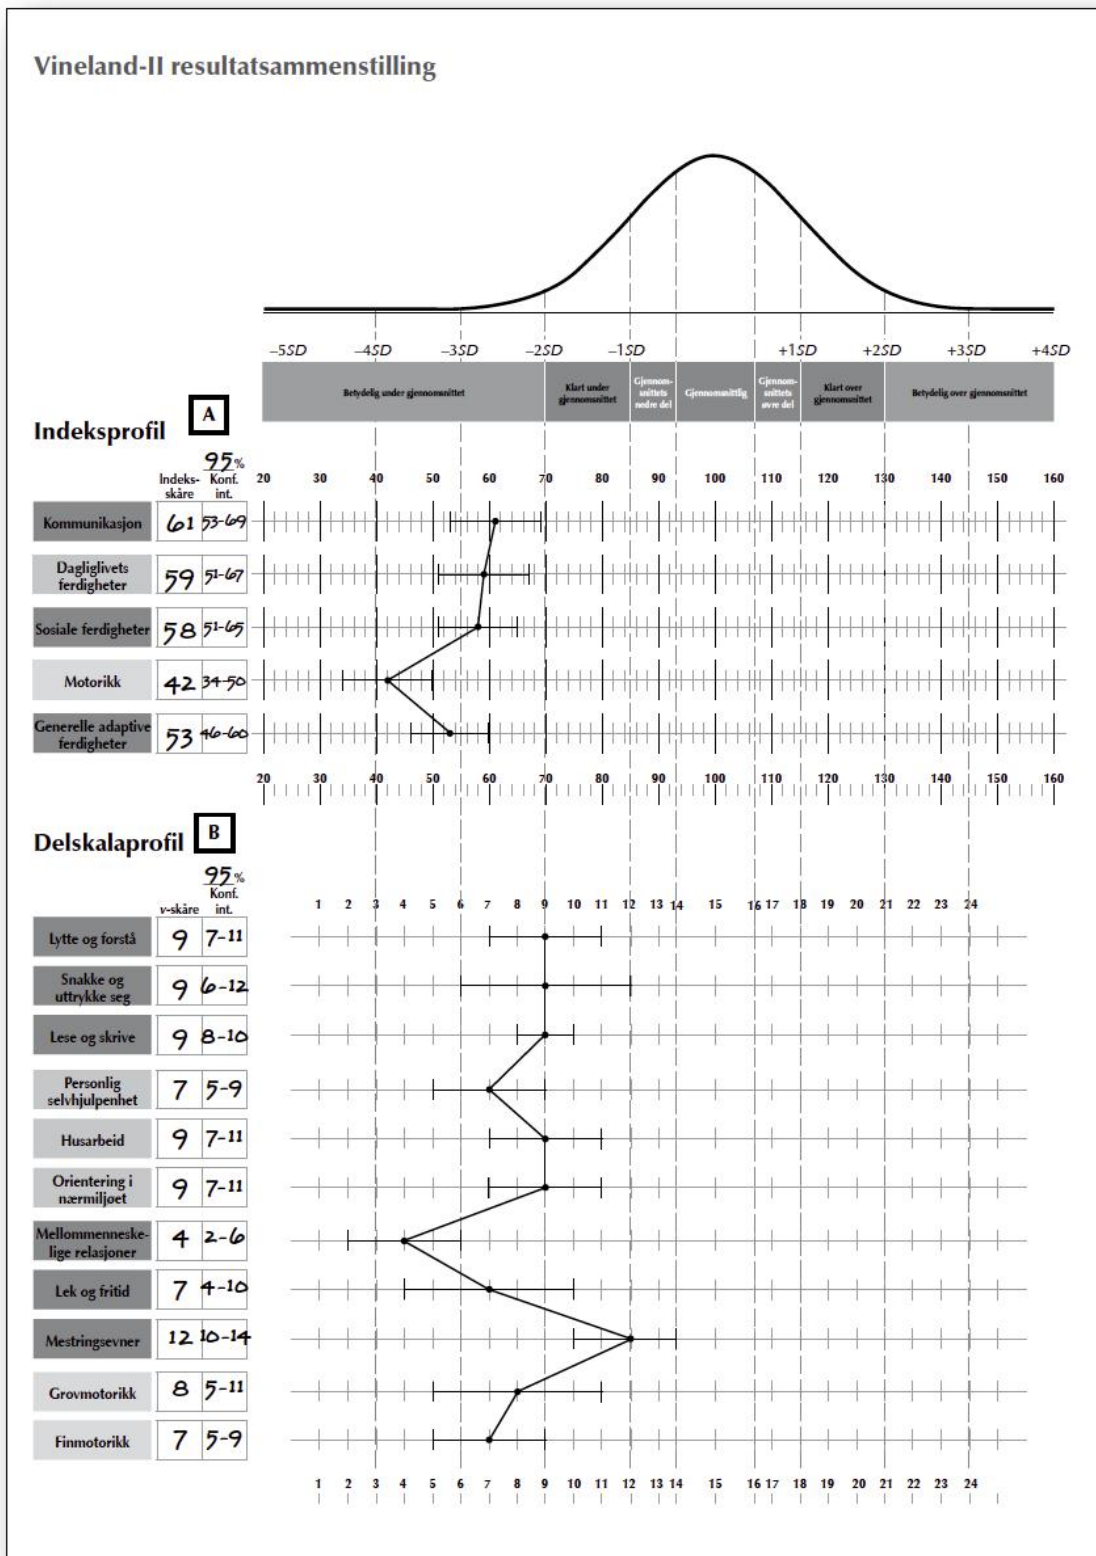 Vineland-II resultatsammenstilling
–5SD –4SD –3SD –2SD –1SD +1SD +2SD +3SD +4SD
Betydelig under gjennomsnittet
Klart under
gjennomsnittet
Gjennom-
snittets
nedre del
Gjennomsnittlig
Gjennom-
snittets
øvre del
Klart over
gjennomsnittet
Betydelig over gjennomsnittet
Indeksprofil A
Indeks-
skåre
95%
Konf.
int.
20 30 40 50 60 70 80 90 100 110 120 130 140 150 160
Kommunikasjon 61 53-69
Dagliglivets
ferdigheter 59 51-67
Sosiale ferdigheter 58 51-65
Motorikk 42 34-50
Generelle adaptive
ferdigheter 53 46-60
20 30 40 50 60 70 80 90 100 110 120 130 140 150 160
Delskalaprofil B
v-skåre
95%
Konf.
int.
1 2 3 4 5 6 7 8 9 10 11 12 13 14 15 16 17 18 19 20 21 22 23 24
Lytte og forstå 9 7-11
Snakke og
uttrykke seg 9 6-12
Lese og skrive 9 8-10
Personlig
selvhjulpenhet 7 5-9
Husarbeid 9 7-11
Orientering i
nærmiljøet 9 7-11
Mellommenneske-
lige relasjoner 4 2-6
Lek og fritid 7 4-10
Mestringsevner 12 10-14
Grovmotorikk 8 5-11
Finmotorikk 7 5-9
1 2 3 4 5 6 7 8 9 10 11 12 13 14 15 16 17 18 19 20 21 22 23 24